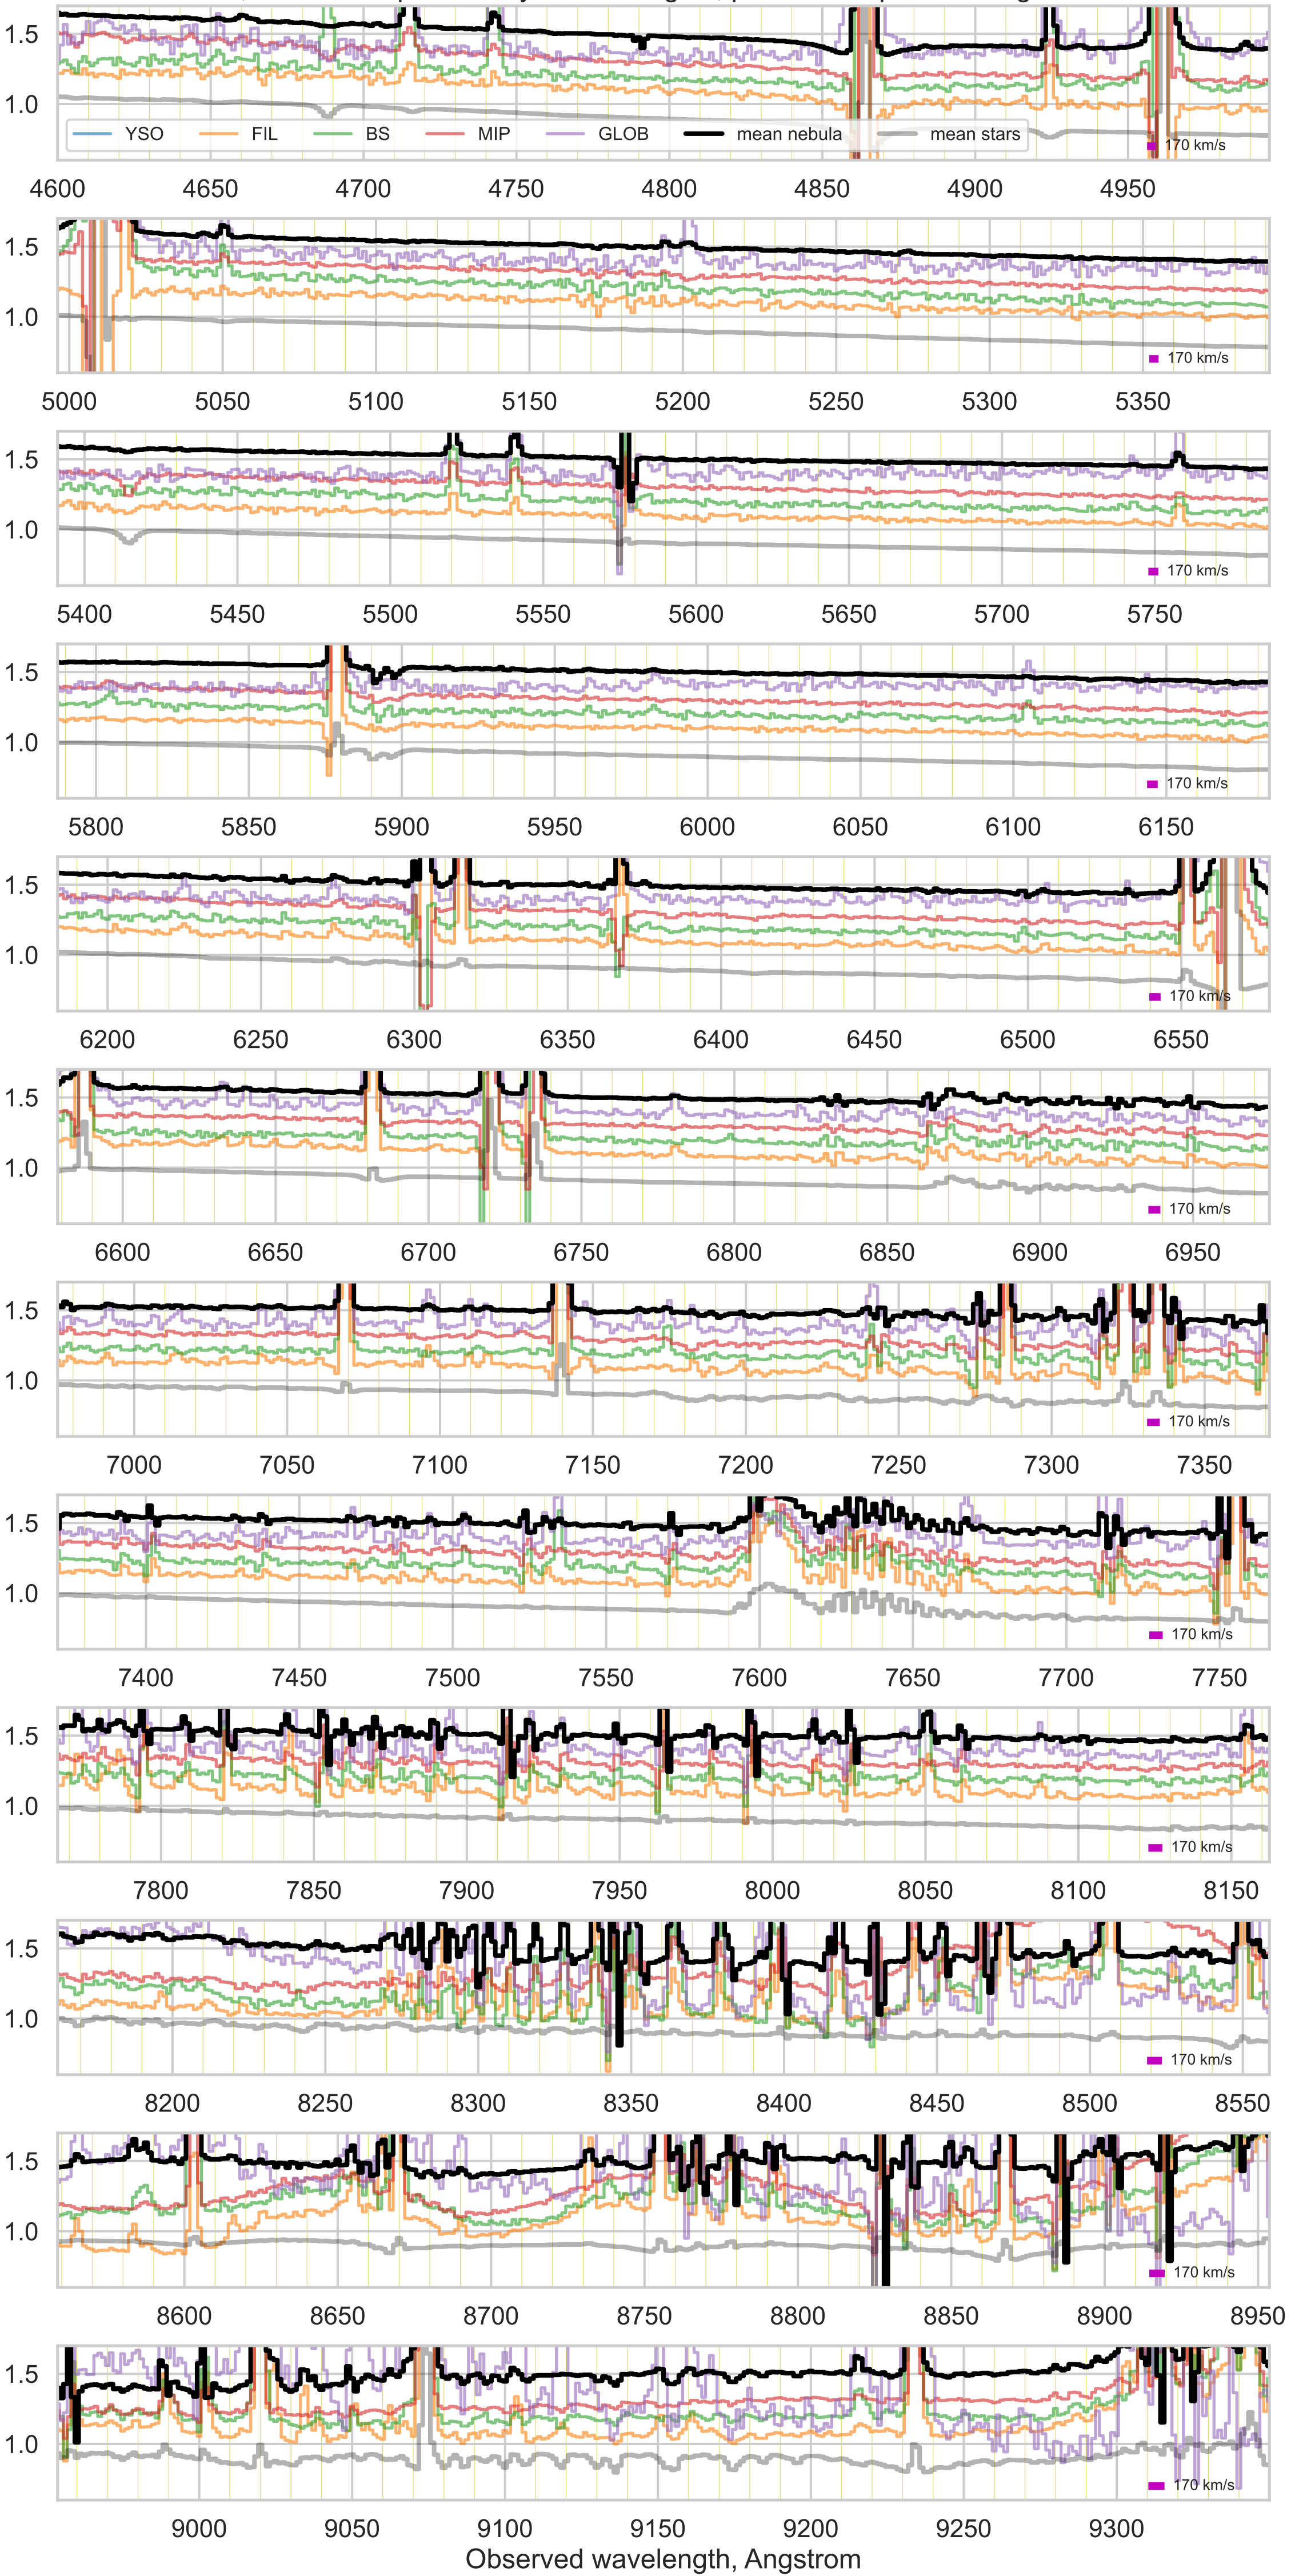 1.5
1.0
YSO FIL BS MIP GLOB mean nebula mean stars
170 km/s
4600 4650 4700 4750 4800 4850 4900 4950
1.5
1.0
170 km/s
5000 5050 5100 5150 5200 5250 5300 5350
1.5
1.0
170 km/s
5400 5450 5500 5550 5600 5650 5700 5750
1.5
1.0
170 km/s
5800 5850 5900 5950 6000 6050 6100 6150
1.5
1.0
170 km/s
6200 6250 6300 6350 6400 6450 6500 6550
1.5
1.0
170 km/s
6600 6650 6700 6750 6800 6850 6900 6950
1.5
1.0
170 km/s
7000 7050 7100 7150 7200 7250 7300 7350
1.5
1.0
170 km/s
7400 7450 7500 7550 7600 7650 7700 7750
1.5
1.0
170 km/s
7800 7850 7900 7950 8000 8050 8100 8150
1.5
1.0
170 km/s
8200 8250 8300 8350 8400 8450 8500 8550
1.5
1.0
170 km/s
8600 8650 8700 8750 8800 8850 8900 8950
1.5
1.0
170 km/s
9000 9050 9100 9150 9200 9250 9300
Observed wavelength, Angstrom